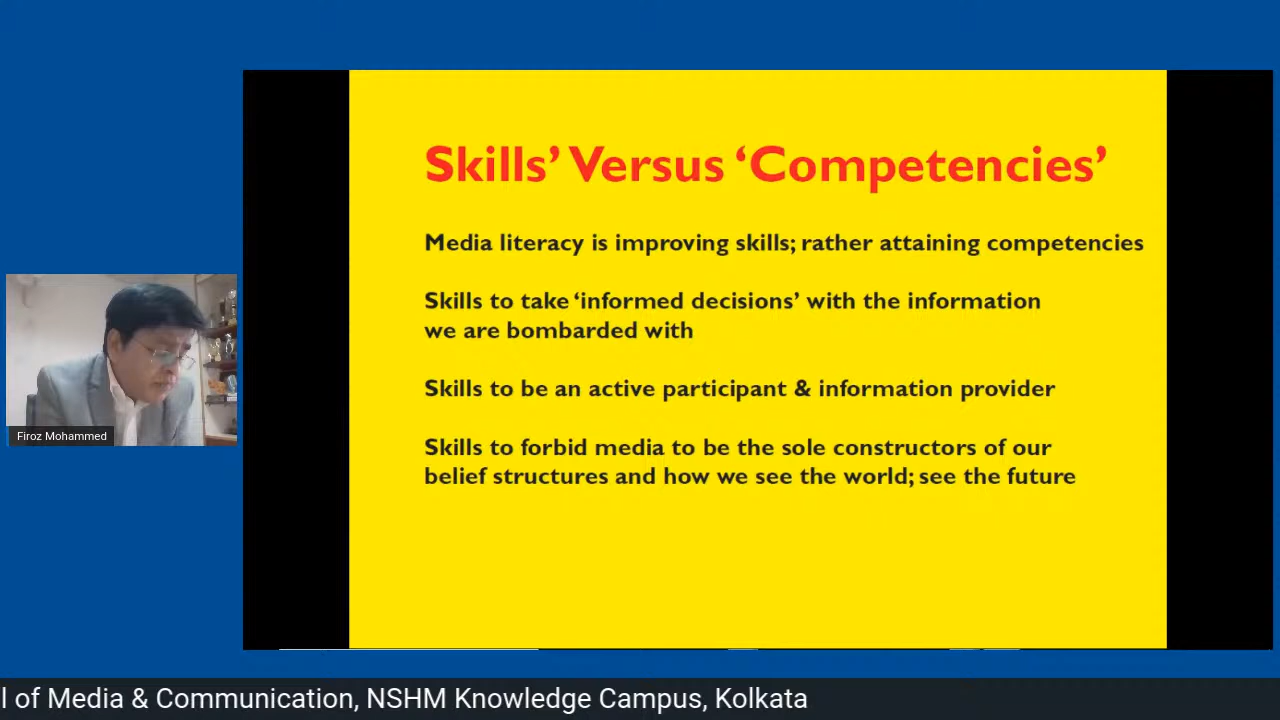 Skills’ Versus ‘Competencies’
Media literacy is improving skills; rather attaining competencies
Skills to take ‘informed decisions’ with the information
we are bombarded with
Skills to be an active participant & information provider
Skills to forbid media to be the sole constructors of our
belief structures and how we see the world; see the future
Firoz Mohammed
l of Media & Communication, NSHM Knowledge Campus, Kolkata